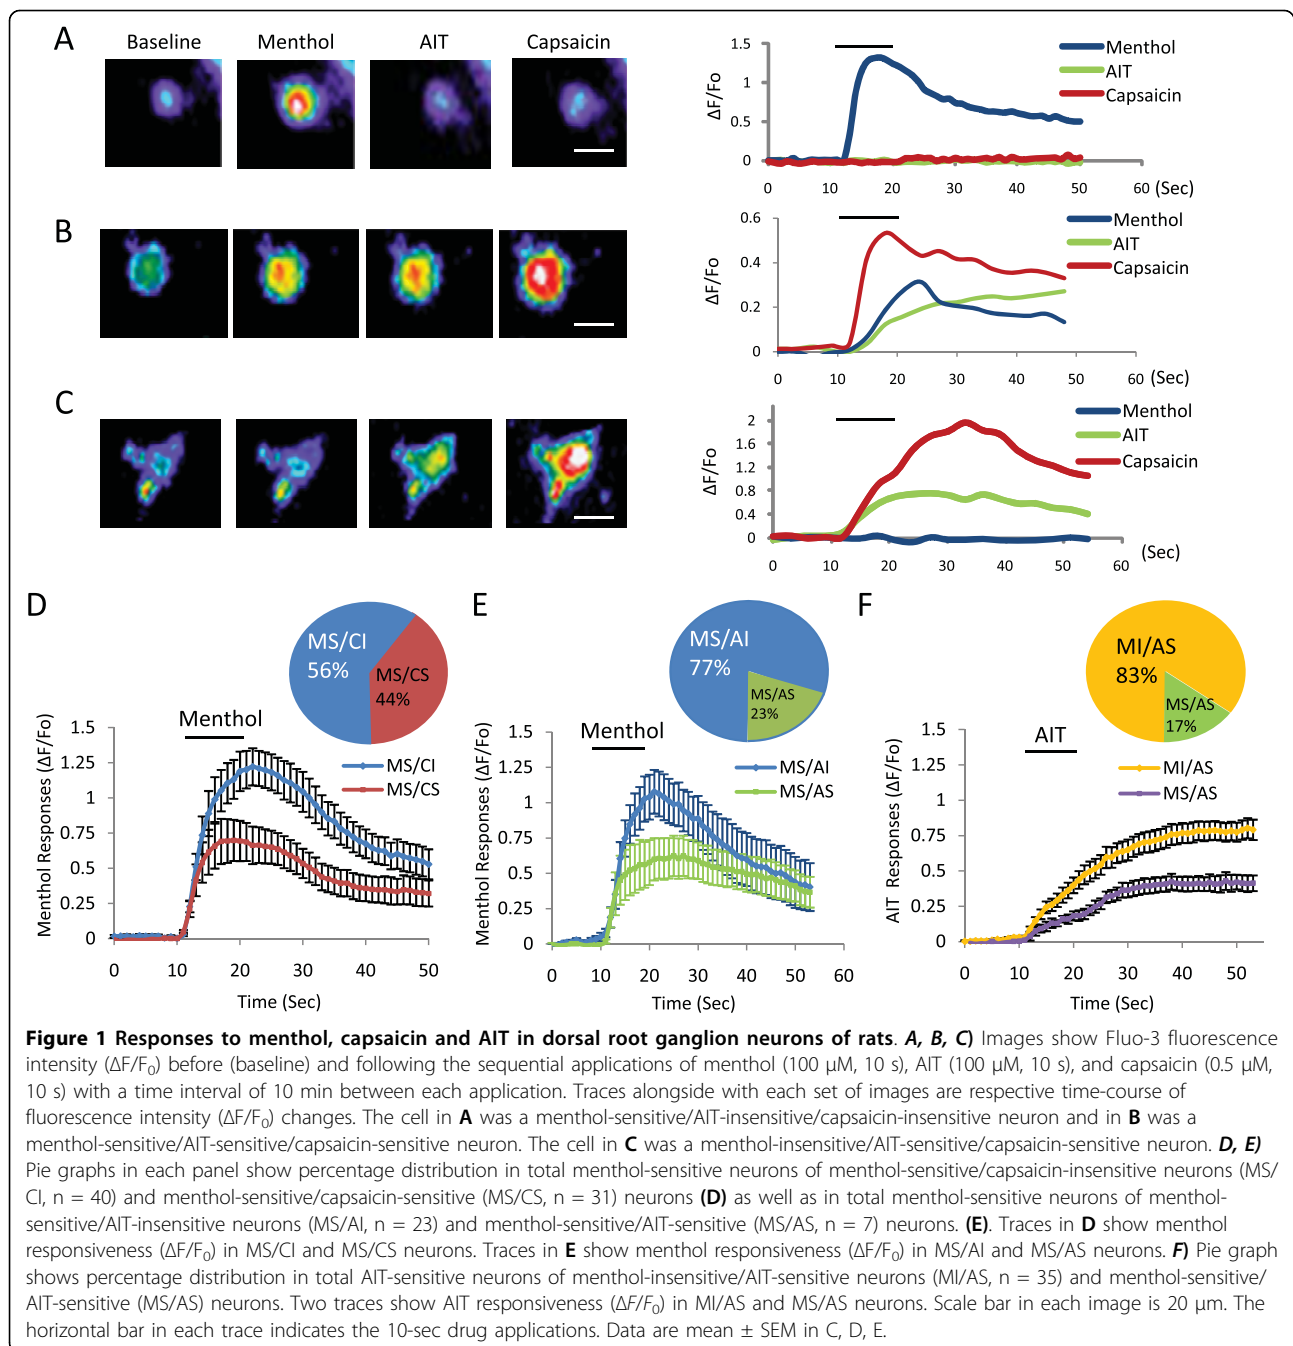 A
Baseline Menthol AIT Capsaicin
ΔF/Fo
1.5
1
0.5
0
0 10 20 30 40 50 60 (Sec)
Menthol
AIT
Capsaicin
B
ΔF/Fo
0.6
0.4
0.2
0
0 10 20 30 40 50 60 (Sec)
Menthol
AIT
Capsaicin
C
ΔF/Fo
2
1.6
1.2
0.8
0.4
0
0 10 20 30 40 50 60 (Sec)
Menthol
AIT
Capsaicin
D
MS/CI
56%
MS/CS
44%
Menthol
MS/CI
MS/CS
Menthol Responses (ΔF/Fo)
1.5
1.25
1
0.75
0.5
0.25
0
0 10 20 30 40 50
Time (Sec)
E
MS/AI
77%
MS/AS
23%
Menthol
MS/AI
MS/AS
Menthol Responses (ΔF/Fo)
1.5
1.25
1
0.75
0.5
0.25
0
0 10 20 30 40 50 60
Time (Sec)
F
MI/AS
83%
MS/AS
17%
AIT
MI/AS
MS/AS
AIT Responses (ΔF/Fo)
1.5
1.25
1
0.75
0.5
0.25
0
0 10 20 30 40 50
Time (Sec)
Figure 1 Responses to menthol, capsaicin and AIT in dorsal root ganglion neurons of rats. A, B, C) Images show Fluo-3 fluorescence
intensity (ΔF/F0) before (baseline) and following the sequential applications of menthol (100 μM, 10 s), AIT (100 μM, 10 s), and capsaicin (0.5 μM,
10 s) with a time interval of 10 min between each application. Traces alongside with each set of images are respective time-course of
fluorescence intensity (ΔF/F0) changes. The cell in A was a menthol-sensitive/AIT-insensitive/capsaicin-insensitive neuron and in B was a
menthol-sensitive/AIT-sensitive/capsaicin-sensitive neuron. The cell in C was a menthol-insensitive/AIT-sensitive/capsaicin-sensitive neuron. D, E)
Pie graphs in each panel show percentage distribution in total menthol-sensitive neurons of menthol-sensitive/capsaicin-insensitive neurons (MS/
CI, n = 40) and menthol-sensitive/capsaicin-sensitive (MS/CS, n = 31) neurons (D) as well as in total menthol-sensitive neurons of menthol-
sensitive/AIT-insensitive neurons (MS/AI, n = 23) and menthol-sensitive/AIT-sensitive (MS/AS, n = 7) neurons. (E). Traces in D show menthol
responsiveness (ΔF/F0) in MS/CI and MS/CS neurons. Traces in E show menthol responsiveness (ΔF/F0) in MS/AI and MS/AS neurons. F) Pie graph
shows percentage distribution in total AIT-sensitive neurons of menthol-insensitive/AIT-sensitive neurons (MI/AS, n = 35) and menthol-sensitive/
AIT-sensitive (MS/AS) neurons. Two traces show AIT responsiveness (ΔF/F0) in MI/AS and MS/AS neurons. Scale bar in each image is 20 μm. The
horizontal bar in each trace indicates the 10-sec drug applications. Data are mean ± SEM in C, D, E.